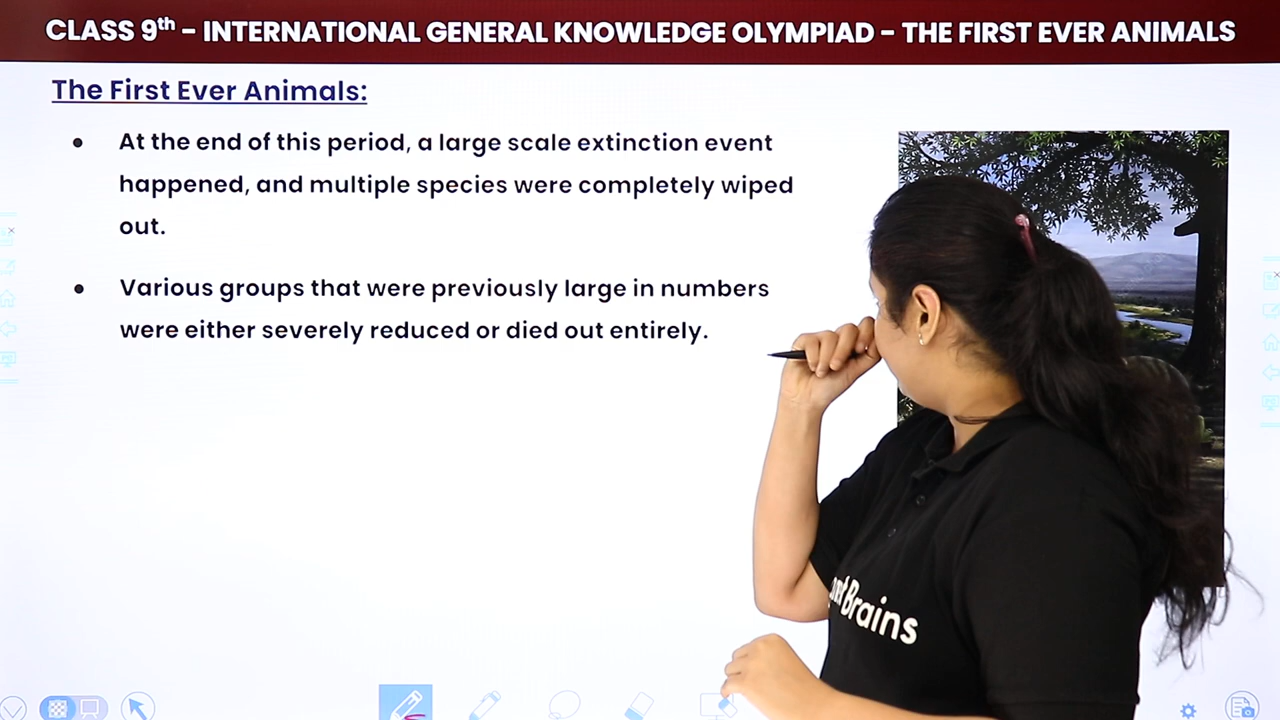 CLASS 9th – INTERNATIONAL GENERAL KNOWLEDGE OLYMPIAD – THE FIRST EVER ANIMALS
The First Ever Animals:
• At the end of this period, a large scale extinction event
happened, and multiple species were completely wiped
out.
• Various groups that were previously large in numbers
were either severely reduced or died out entirely.
Brains